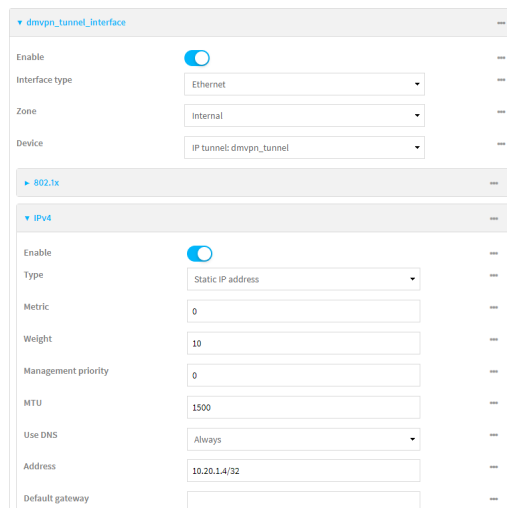 dmvpn_tunnel_interface
Enable
Interface type Ethernet
Zone Internal
Device IP tunnel: dmvpn_tunnel
802.1x
IPv4
Enable
Type Static IP address
Metric 0
Weight 10
Management priority 0
MTU 1500
Use DNS Always
Address 10.20.1.4/32
Default gateway